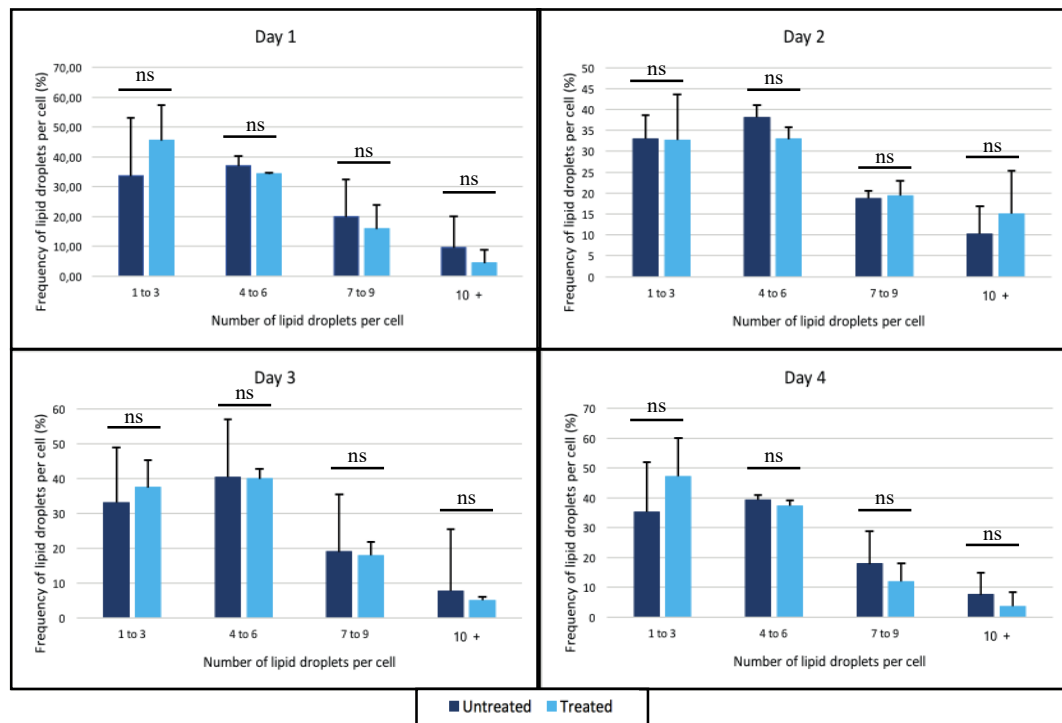 Day 1
Frequency of lipid droplets per cell (%)
70,00
60,00
50,00
40,00
30,00
20,00
10,00
0,00
ns
ns
ns
ns
1 to 3
4 to 6
7 to 9
10 +
Number of lipid droplets per cell
Day 2
Frequency of lipid droplets per cell (%)
50
45
40
35
30
25
20
15
10
5
0
ns
ns
ns
ns
1 to 3
4 to 6
7 to 9
10 +
Number of lipid droplets per cell
Day 3
Frequency of lipid droplets per cell (%)
60
50
40
30
20
10
0
ns
ns
ns
ns
1 to 3
4 to 6
7 to 9
10 +
Number of lipid droplets per cell
Day 4
Frequency of lipid droplets per cell (%)
70
60
50
40
30
20
10
0
ns
ns
ns
ns
1 to 3
4 to 6
7 to 9
10 +
Number of lipid droplets per cell
Untreated Treated